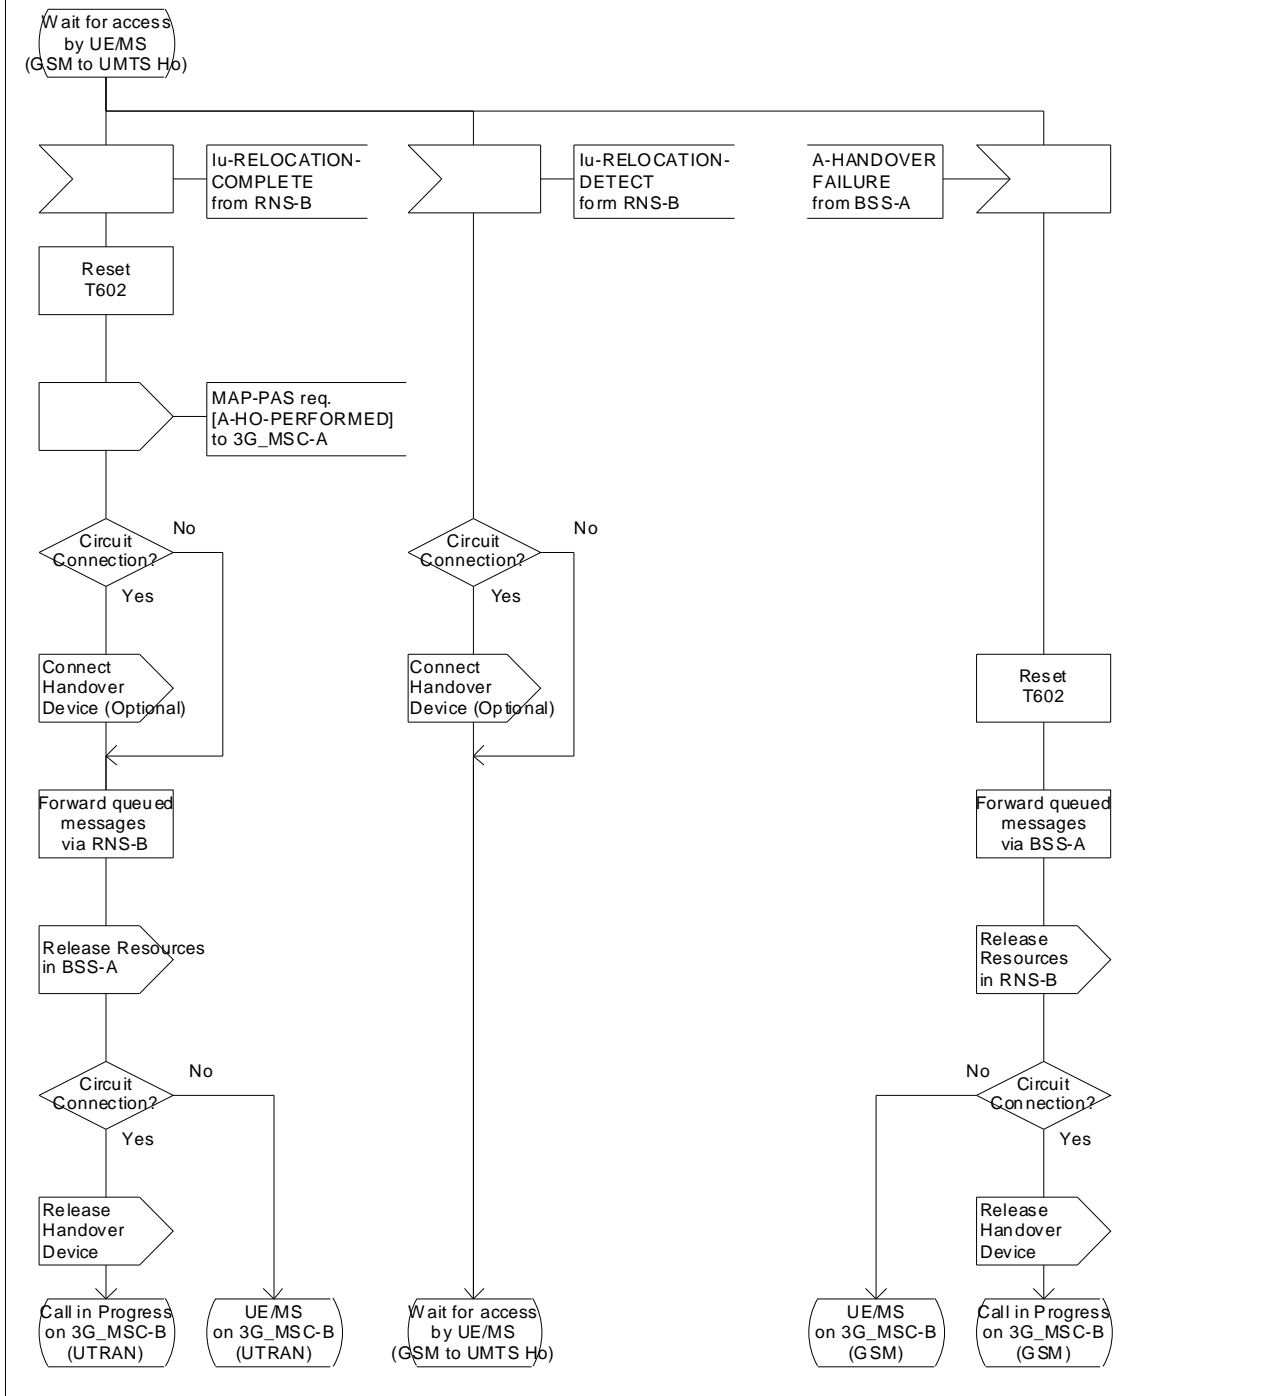 Wait for access
by UE/MS
(GSM to UMTS Ho)
Iu-RELOCATION-
COMPLETE
from RNS-B
Iu-RELOCATION-
DETECT
form RNS-B
A-HANDOVER
FAILURE
from BSS-A
Reset
T602
MAP-PAS req.
[A-HO-PERFORMED]
to 3G_MSC-A
Circuit
Connection?
No
Yes
Circuit
Connection?
No
Yes
Connect
Handover
Device (Optional)
Connect
Handover
Device (Optional)
Reset
T602
Forward queued
messages
via RNS-B
Forward queued
messages
via BSS-A
Release Resources
in BSS-A
Release
Resources
in RNS-B
Circuit
Connection?
No
Yes
No
Circuit
Connection?
Yes
Release
Handover
Device
Release
Handover
Device
Call in Progress
on 3G_MSC-B
(UTRAN)
UE/MS
on 3G_MSC-B
(UTRAN)
Wait for access
by UE/MS
(GSM to UMTS Ho)
UE/MS
on 3G_MSC-B
(GSM)
Call in Progress
on 3G_MSC-B
(GSM)